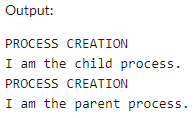 Output:
PROCESS CREATION
I am the child process.
PROCESS CREATION
I am the parent process.